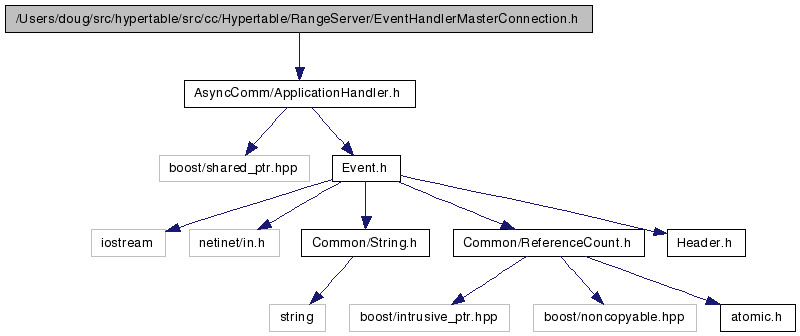 /Users/doug/src/hypertable/src/cc/Hypertable/RangeServer/EventHandlerMasterConnection.h
AsyncComm/ApplicationHandler.h
boost/shared_ptr.hpp
Event.h
iostream
netinet/in.h
Common/String.h
Common/ReferenceCount.h
Header.h
string
boost/intrusive_ptr.hpp
boost/noncopyable.hpp
atomic.h